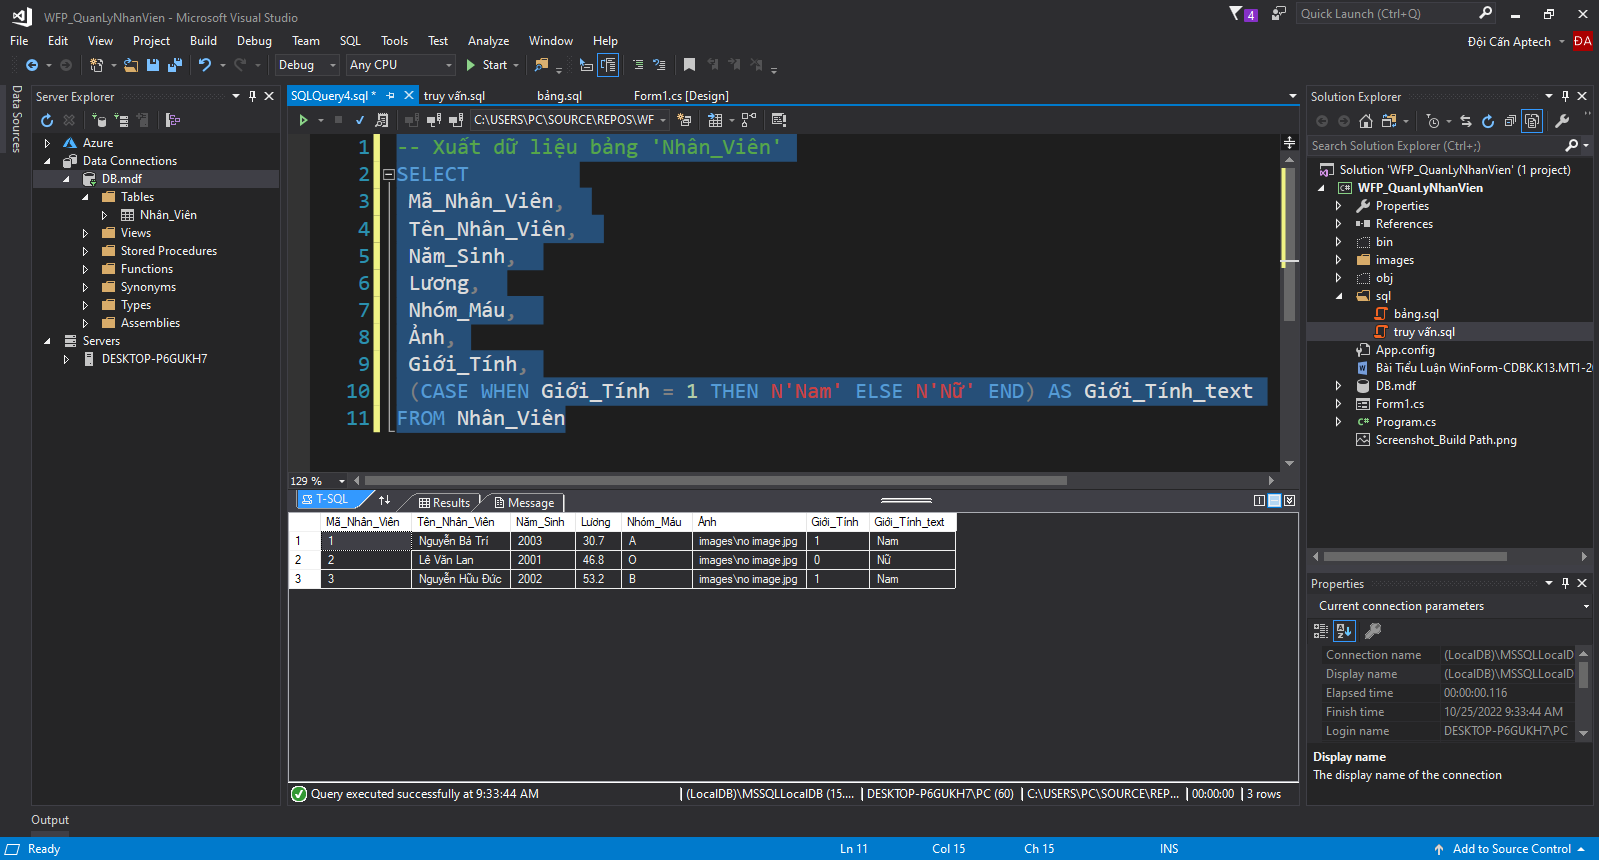 WFP_QuanLyNhanVien - Microsoft Visual Studio
4
Quick Launch (Ctrl+Q)
File Edit View Project Build Debug Team SQL Tools Test Analyze Window Help
Đội Cấn Aptech ĐA
Debug Any CPU Start
Data Sources
Server Explorer
Azure
Data Connections
DB.mdf
Tables
Nhân_Viên
Views
Stored Procedures
Functions
Synonyms
Types
Assemblies
Servers
DESKTOP-P6GUKH7
SQLQuery4.sql * truy vấn.sql bảng.sql Form1.cs [Design]
C:\USERS\PC\SOURCE\REPOS\WF
1 -- Xuất dữ liệu bảng 'Nhân_Viên'
2 SELECT
3 Mã_Nhân_Viên,
4 Tên_Nhân_Viên,
5 Năm_Sinh,
6 Lương,
7 Nhóm_Máu,
8 Ảnh,
9 Giới_Tính,
10 (CASE WHEN Giới_Tính = 1 THEN N'Nam' ELSE N'Nữ' END) AS Giới_Tính_text
11 FROM Nhân_Viên
129 %
T-SQL Results Message
Mã_Nhân_Viên Tên_Nhân_Viên Năm_Sinh Lương Nhóm_Máu Ảnh Giới_Tính Giới_Tính_text
1 1 Nguyễn Bá Trí 2003 30.7 A images\no image.jpg 1 Nam
2 2 Lê Văn Lan 2001 46.8 O images\no image.jpg 0 Nữ
3 3 Nguyễn Hữu Đức 2002 53.2 B images\no image.jpg 1 Nam
Query executed successfully at 9:33:44 AM (LocalDB)\MSSQLLocalDB (15.... DESKTOP-P6GUKH7\PC (60) C:\USERS\PC\SOURCE\REP... 00:00:00 3 rows
Solution Explorer
Search Solution Explorer (Ctrl+;)
Solution 'WFP_QuanLyNhanVien' (1 project)
WFP_QuanLyNhanVien
Properties
References
bin
images
obj
sql
bảng.sql
truy vấn.sql
App.config
Bài Tiểu Luận WinForm-CDBK.K13.MT1-2
DB.mdf
Form1.cs
Program.cs
Screenshot_Build Path.png
Properties
Current connection parameters
Connection name (LocalDB)\MSSQLLocalD
Display name (LocalDB)\MSSQLLocalD
Elapsed time 00:00:00.116
Finish time 10/25/2022 9:33:44 AM
Login name DESKTOP-P6GUKH7\PC
Display name
The display name of the connection
Output
Ready Ln 11 Col 15 Ch 15 INS Add to Source Control